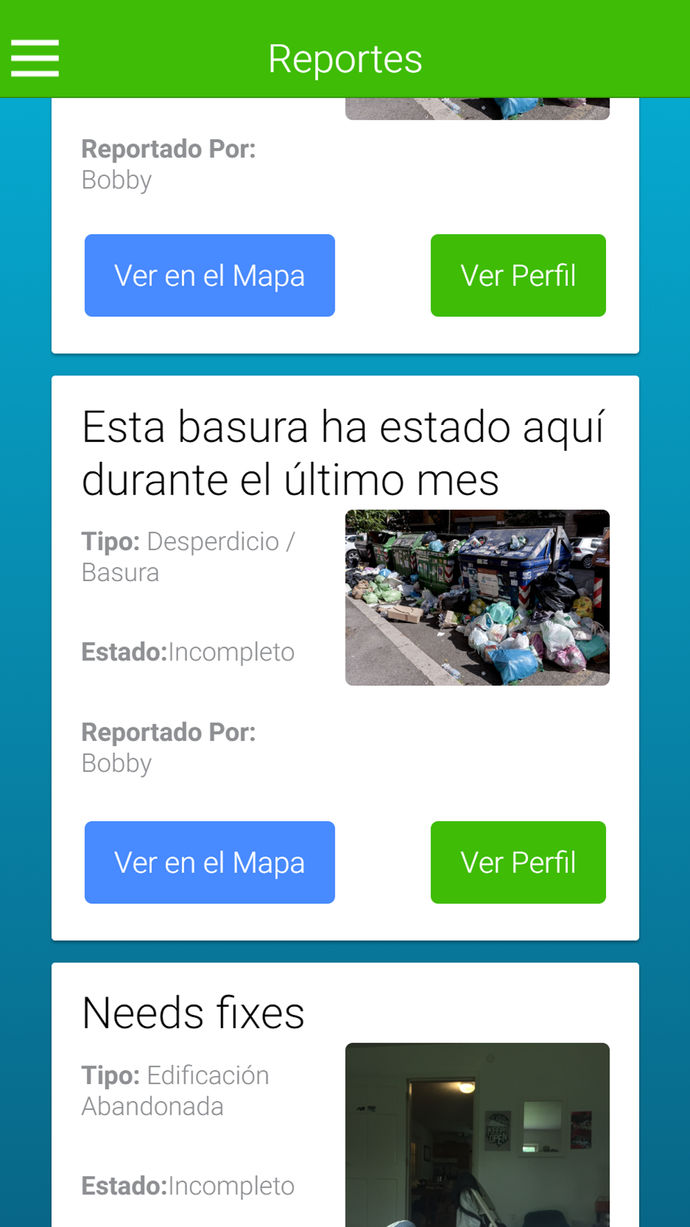 Reportes
Reportado Por:
Bobby
Ver en el Mapa
Ver Perfil
Esta basura ha estado aquí
durante el último mes
Tipo: Desperdicio /
Basura
Estado:Incompleto
Reportado Por:
Bobby
Ver en el Mapa
Ver Perfil
Needs fixes
Tipo: Edificación
Abandonada
Estado:Incompleto